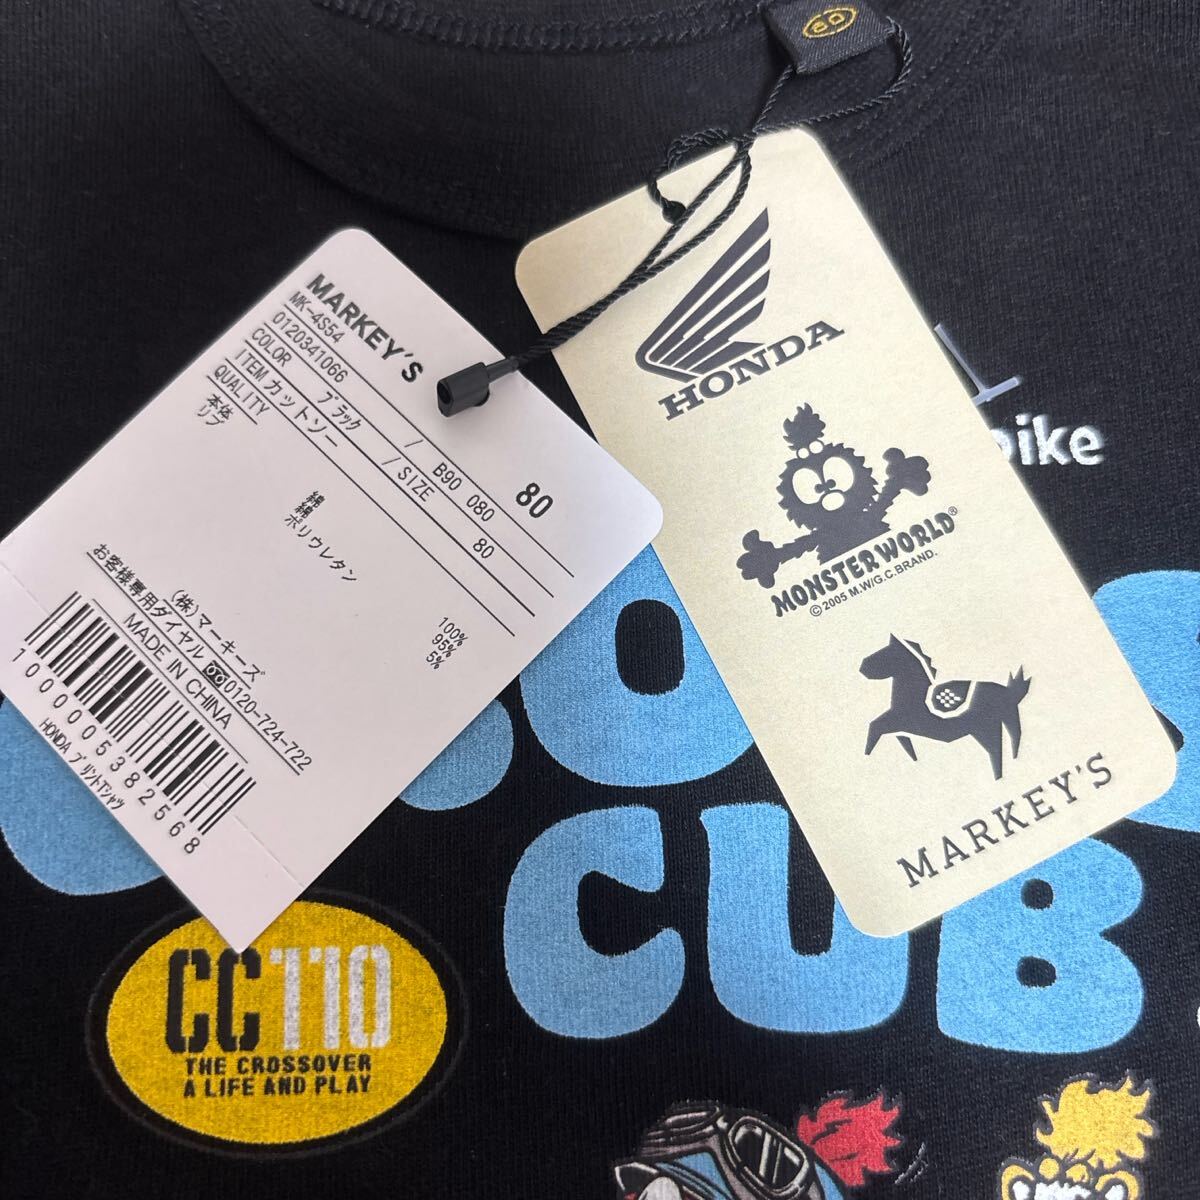 80
MARKEY'S
MK-4S54
0120341066 / B90 080 80
COLOR ブラック / SIZE 80
ITEM カットソー
QUALITY
本体 綿 100%
リブ 綿 95%
ポリウレタン 5%
(株)マーキーズ
お客様専用ダイヤル 0120-724-722
MADE IN CHINA
1000005382568
HONDA プリントTシャツ
HONDA
MONSTER WORLD®
©2005 M.W/G.C.BRAND.
MARKEY'S
CUB
CC110
THE CROSSOVER
A LIFE AND PLAY